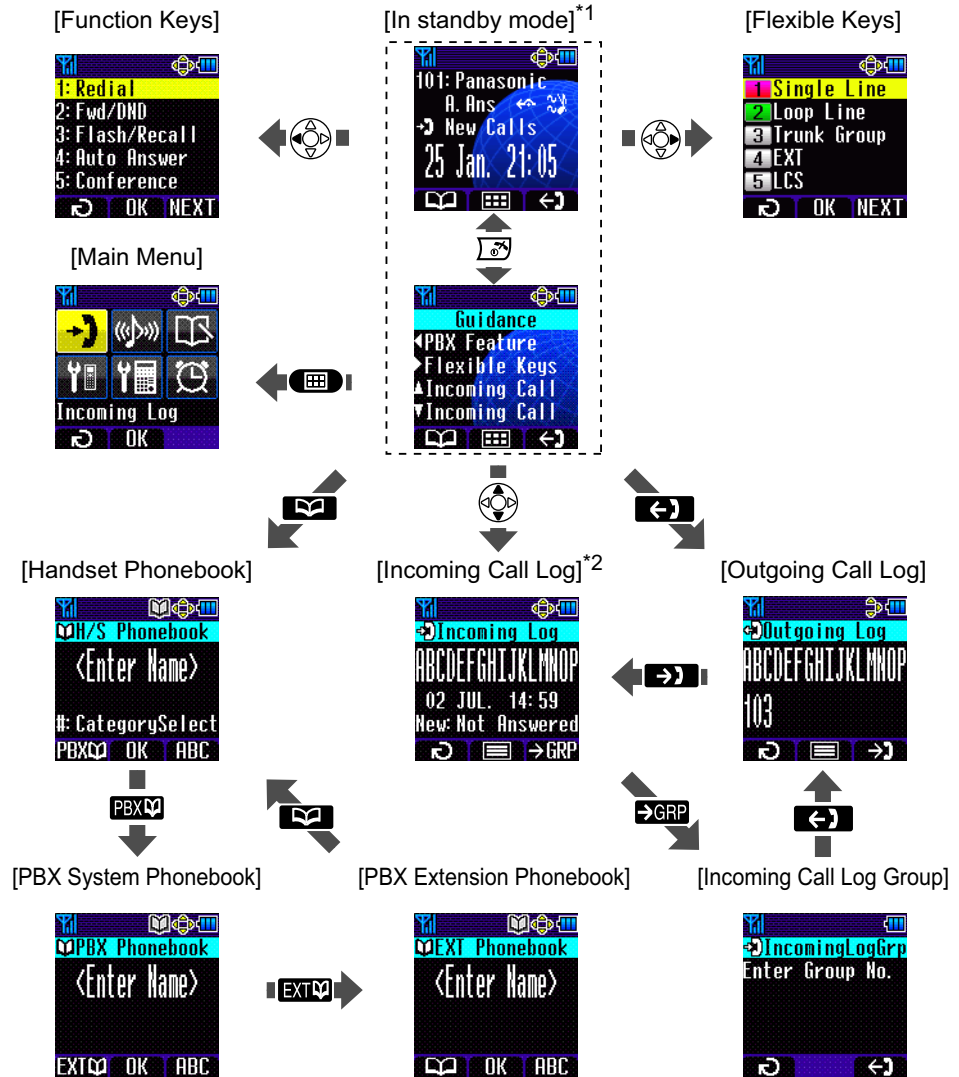 [Function Keys]
[In standby mode]*1
[Flexible Keys]
1: Redial
2: Fwd/DND
3: Flash/Recall
4: Auto Answer
5: Conference
OK NEXT
101: Panasonic
A. Ans
New Calls
25 Jan. 21:05
1 Single Line
2 Loop Line
3 Trunk Group
4 EXT
5 LCS
OK NEXT
[Main Menu]
Incoming Log
OK
Guidance
PBX Feature
Flexible Keys
Incoming Call
Incoming Call
[Handset Phonebook]
[Incoming Call Log]*2
[Outgoing Call Log]
H/S Phonebook
<Enter Name>
#: CategorySelect
PBX OK ABC
Incoming Log
ABCDEFGHIJKLMNOP
02 JUL. 14:59
New: Not Answered
→GRP
Outgoing Log
ABCDEFGHIJKLMNOP
103
PBX
→GRP
[PBX System Phonebook]
[PBX Extension Phonebook]
[Incoming Call Log Group]
PBX Phonebook
<Enter Name>
EXT OK ABC
EXT
EXT Phonebook
<Enter Name>
OK ABC
IncomingLogGrp
Enter Group No.